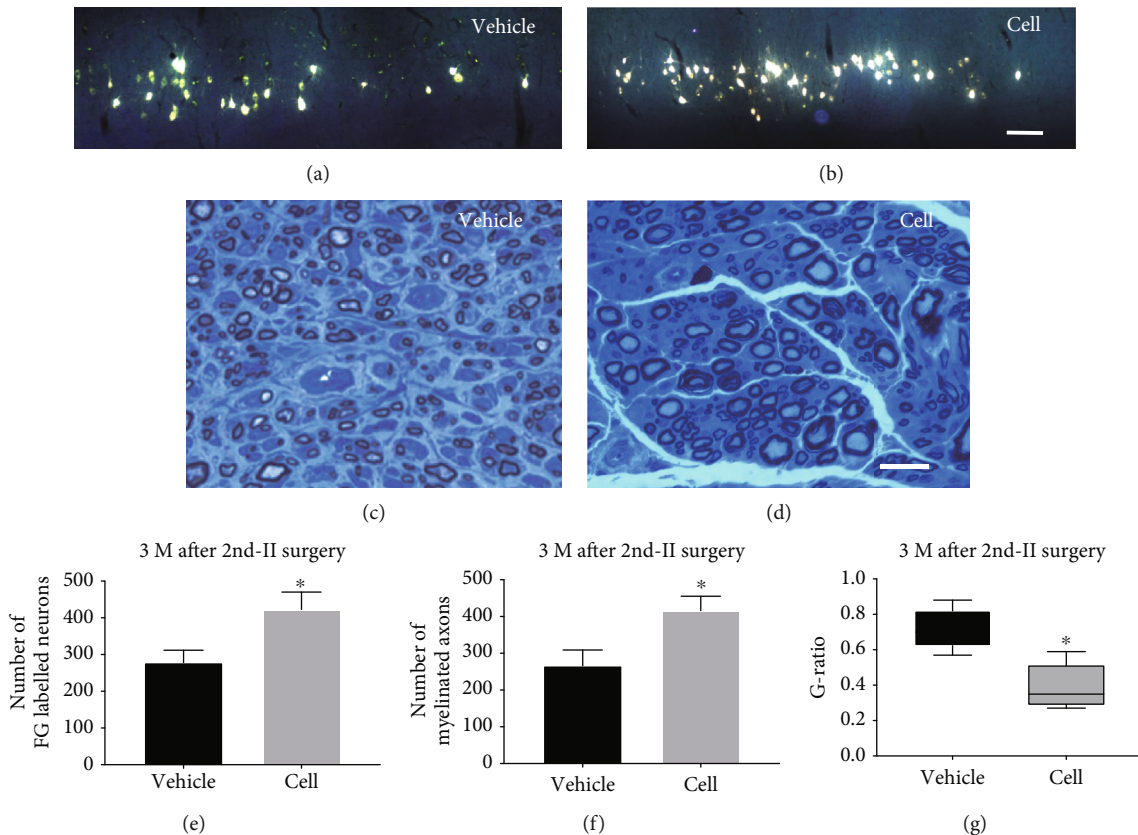 Vehicle
Cell
(a)
(b)
Vehicle
Cell
(c)
(d)
3 M after 2nd-II surgery
500
400
300
200
100
0
Number of
FG labelled neurons
*
Vehicle
Cell
(e)
3 M after 2nd-II surgery
500
400
300
200
100
0
Number of
myelinated axons
*
Vehicle
Cell
(f)
3 M after 2nd-II surgery
1.0
0.8
0.6
0.4
0.2
0.0
G-ratio
*
Vehicle
Cell
(g)